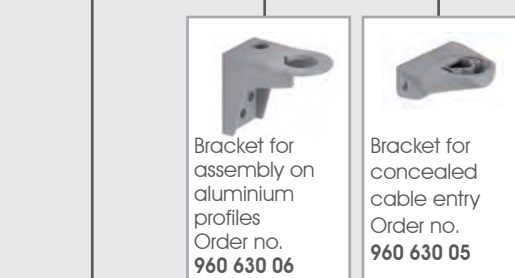 Bracket for
assembly on
aluminium
profiles
Order no.
960 630 06
Bracket for
concealed
cable entry
Order no.
960 630 05